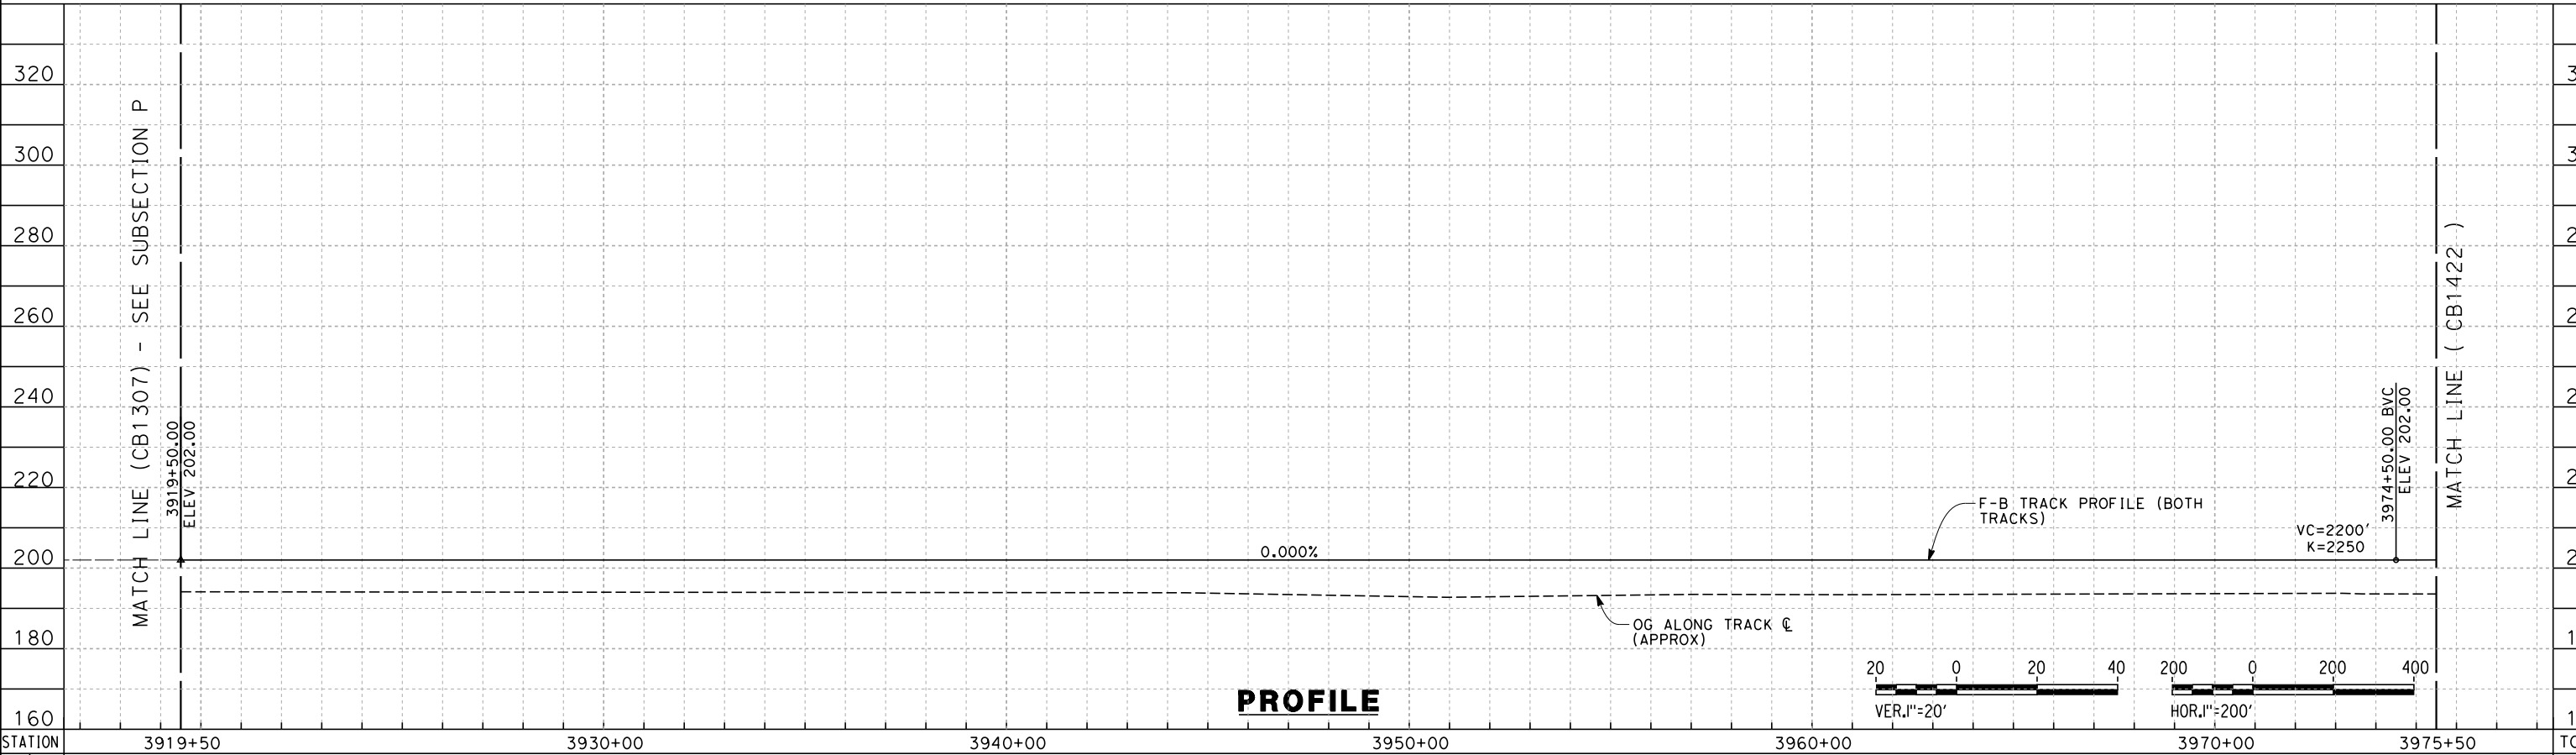 320
300
280
260
240
220
200
180
160
MATCH LINE (CB1307) - SEE SUBSECTION P
3919+50.00
ELEV 202.00
0.000%
F-B TRACK PROFILE (BOTH
TRACKS)
VC=2200'
K=2250
3974+50.00 BVC
ELEV 202.00
MATCH LINE ( CB1422 )
OG ALONG TRACK ℄
(APPROX)
20 0 20 40
VER.1"=20'
200 0 200 400
HOR.1"=200'
PROFILE
STATION 3919+50 3930+00 3940+00 3950+00 3960+00 3970+00 3975+50